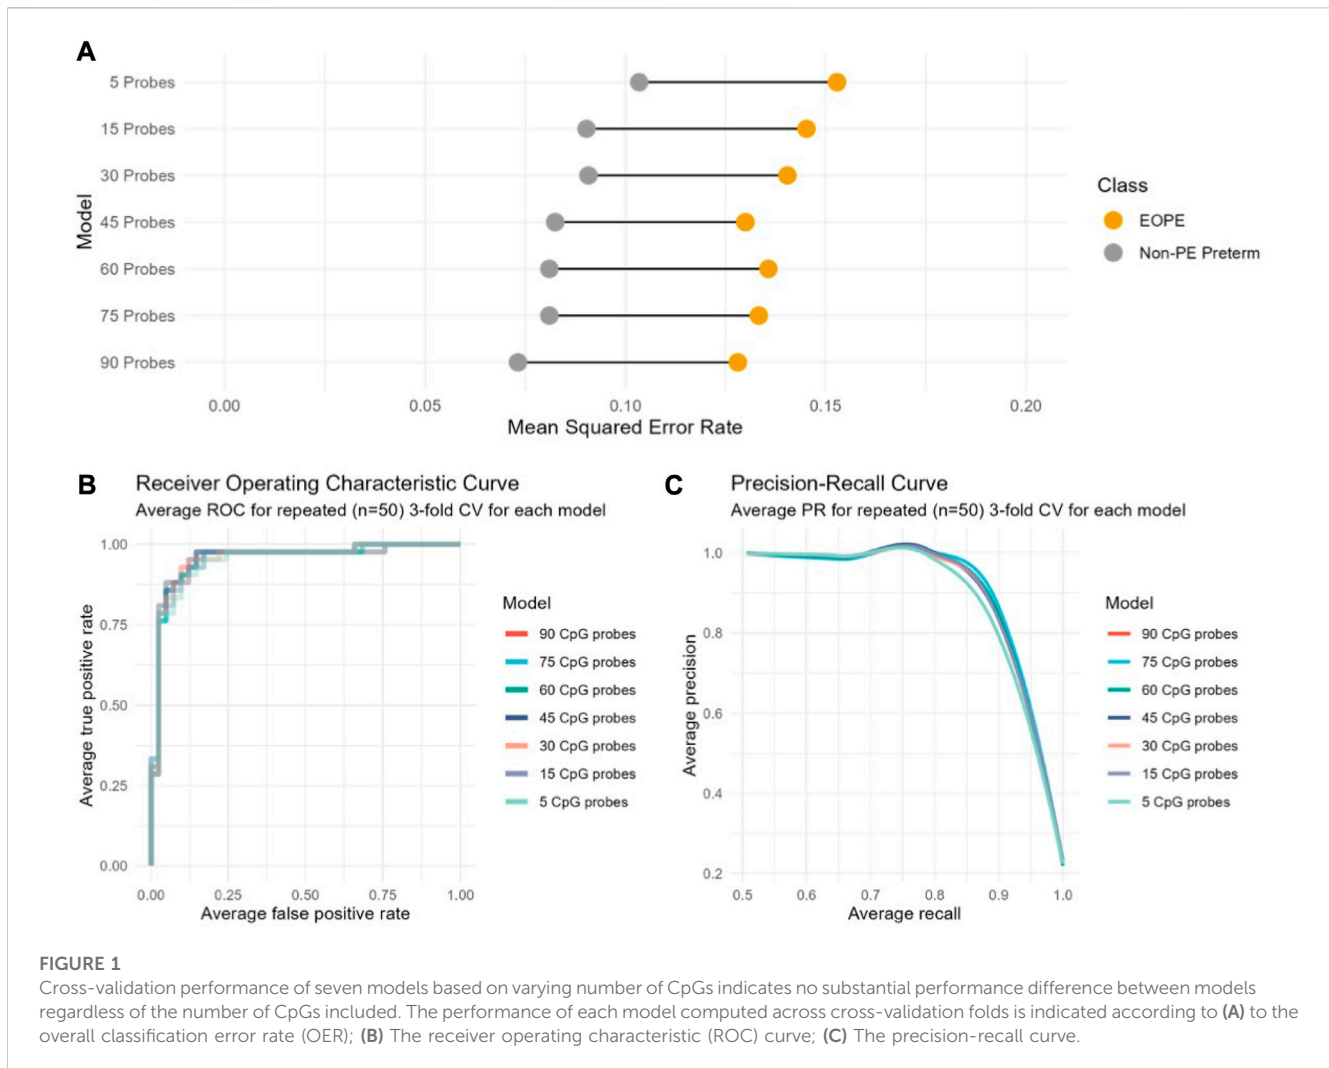 A
5 Probes
15 Probes
30 Probes
45 Probes
60 Probes
75 Probes
90 Probes
Model
0.00 0.05 0.10 0.15 0.20
Mean Squared Error Rate
Class
EOPE
Non-PE Preterm
B
Receiver Operating Characteristic Curve
Average ROC for repeated (n=50) 3-fold CV for each model
1.00
0.75
0.50
0.25
0.00
Average true positive rate
0.00 0.25 0.50 0.75 1.00
Average false positive rate
Model
90 CpG probes
75 CpG probes
60 CpG probes
45 CpG probes
30 CpG probes
15 CpG probes
5 CpG probes
C
Precision-Recall Curve
Average PR for repeated (n=50) 3-fold CV for each model
1.0
0.8
0.6
0.4
0.2
Average precision
0.5 0.6 0.7 0.8 0.9 1.0
Average recall
Model
90 CpG probes
75 CpG probes
60 CpG probes
45 CpG probes
30 CpG probes
15 CpG probes
5 CpG probes
FIGURE 1
Cross-validation performance of seven models based on varying number of CpGs indicates no substantial performance difference between models
regardless of the number of CpGs included. The performance of each model computed across cross-validation folds is indicated according to (A) to the
overall classification error rate (OER); (B) The receiver operating characteristic (ROC) curve; (C) The precision-recall curve.